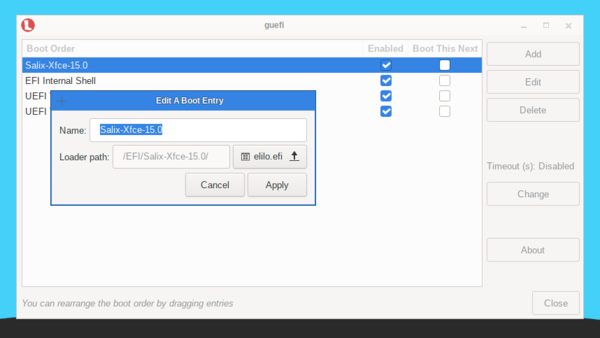 guefi
Boot Order Enabled Boot This Next
Salix-Xfce-15.0
EFI Internal Shell
UEFI
UEFI
Edit A Boot Entry
Name: Salix-Xfce-15.0
Loader path: /EFI/Salix-Xfce-15.0/ elilo.efi
Cancel Apply
Add
Edit
Delete
Timeout (s): Disabled
Change
About
You can rearrange the boot order by dragging entries
Close